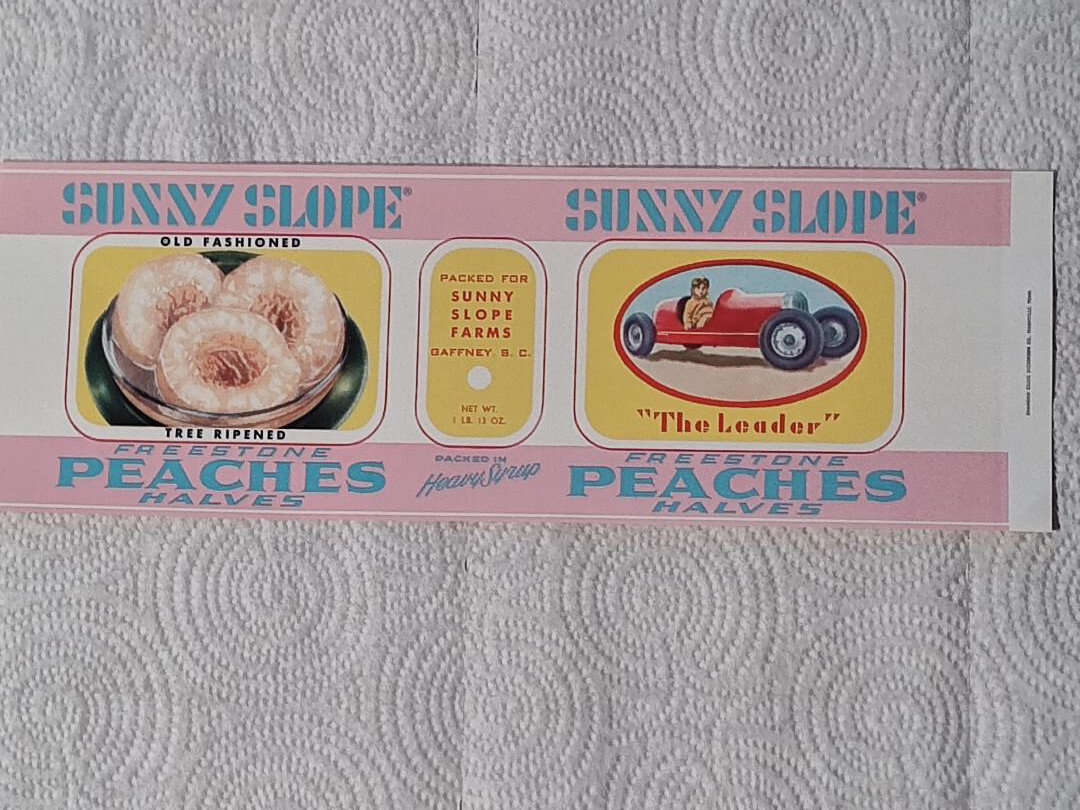 SUNNY SLOPE®
OLD FASHIONED
TREE RIPENED
FREESTONE
PEACHES
HALVES
PACKED FOR
SUNNY
SLOPE
FARMS
GAFFNEY, S. C.
NET WT.
1 LB. 13 OZ.
PACKED IN
Heavy Syrup
SUNNY SLOPE®
"The Leader"
FREESTONE
PEACHES
HALVES